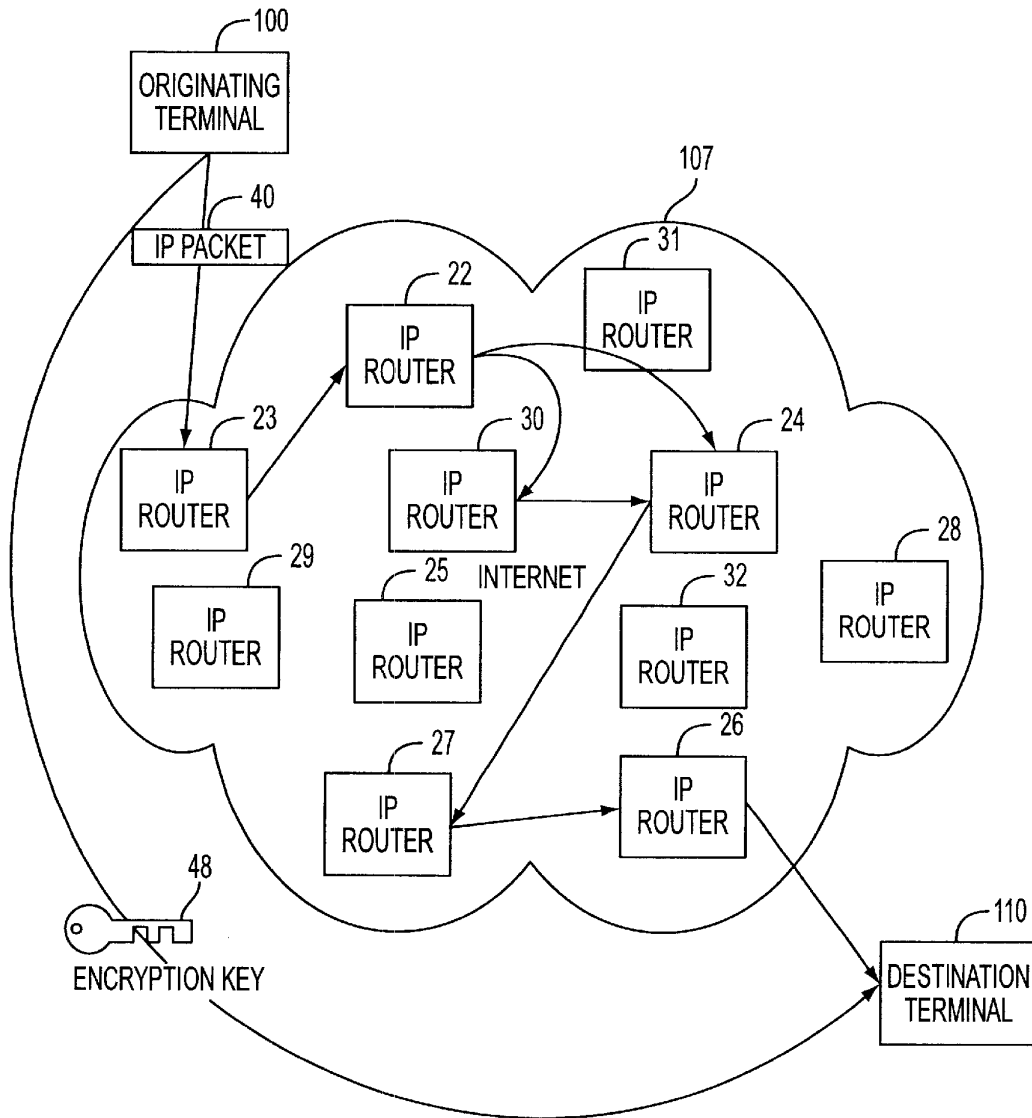 100
ORIGINATING
TERMINAL
107
40
IP PACKET
31
IP
ROUTER
22
IP
ROUTER
23
IP
ROUTER
30
IP
ROUTER
24
IP
ROUTER
29
IP
ROUTER
25
INTERNET
IP
ROUTER
32
IP
ROUTER
28
IP
ROUTER
27
IP
ROUTER
26
IP
ROUTER
48
ENCRYPTION KEY
110
DESTINATION
TERMINAL